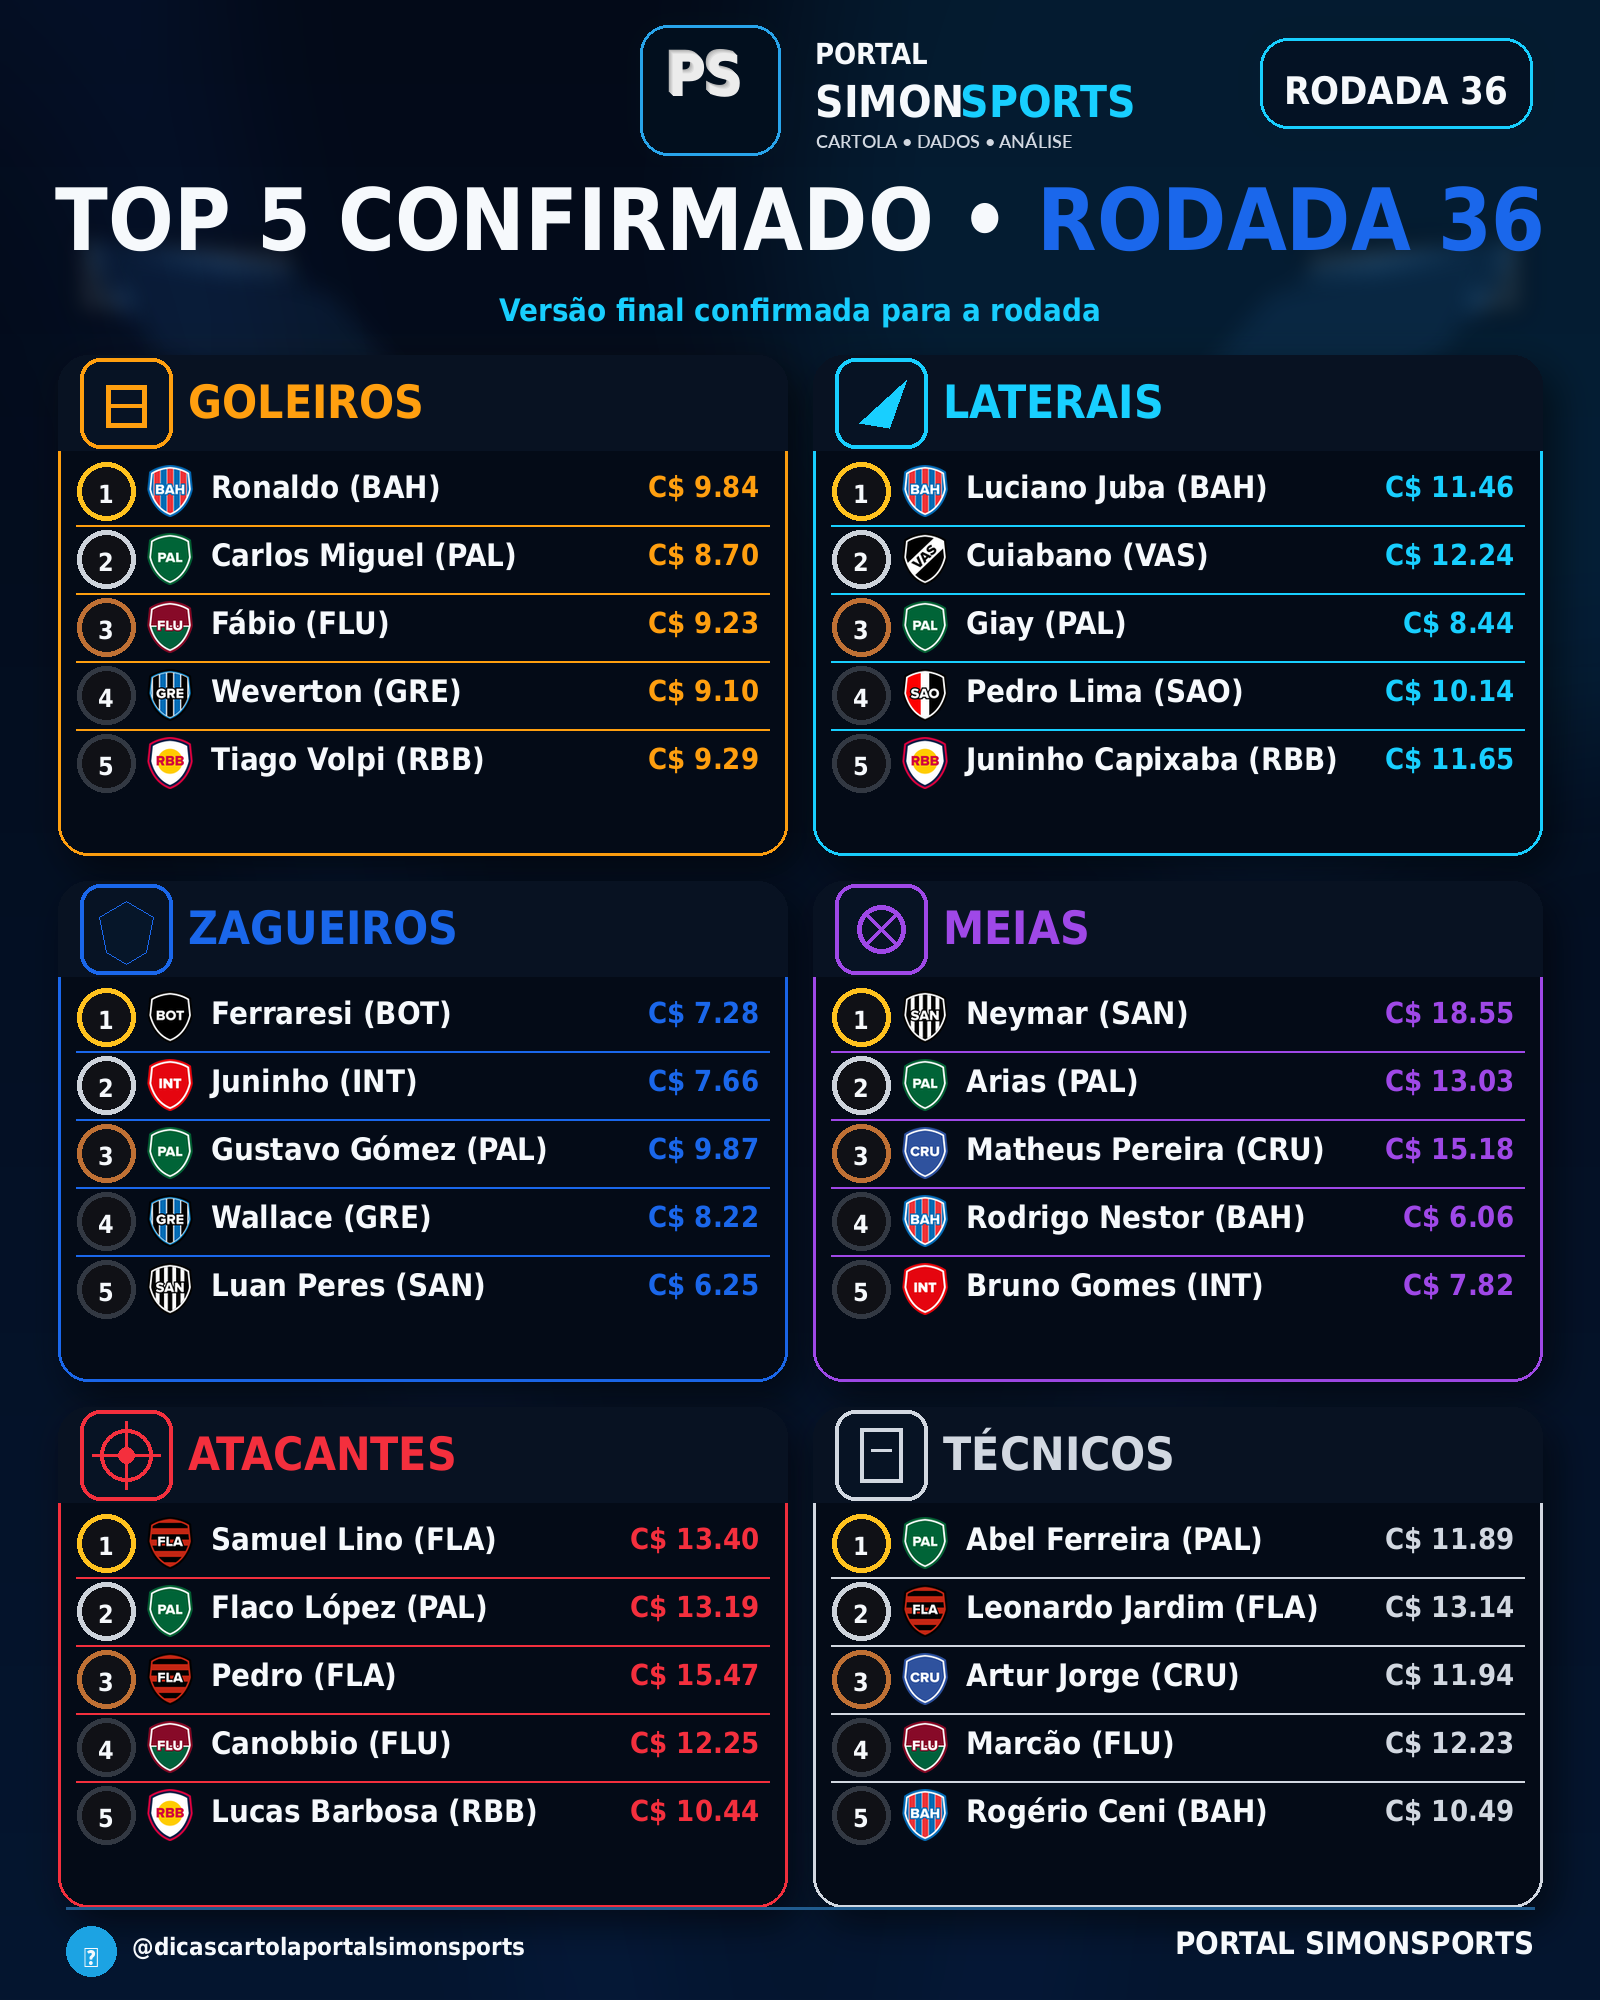 PS
PORTAL
SIMONSPORTS
CARTOLA • DADOS • ANÁLISE
RODADA 36
TOP 5 CONFIRMADO • RODADA 36
Versão final confirmada para a rodada
GOLEIROS
1 BAH Ronaldo (BAH) C$ 9.84
2 PAL Carlos Miguel (PAL) C$ 8.70
3 FLU Fábio (FLU) C$ 9.23
4 GRE Weverton (GRE) C$ 9.10
5 RBB Tiago Volpi (RBB) C$ 9.29
LATERAIS
1 BAH Luciano Juba (BAH) C$ 11.46
2 VAS Cuiabano (VAS) C$ 12.24
3 PAL Giay (PAL) C$ 8.44
4 SAO Pedro Lima (SAO) C$ 10.14
5 RBB Juninho Capixaba (RBB) C$ 11.65
ZAGUEIROS
1 BOT Ferraresi (BOT) C$ 7.28
2 INT Juninho (INT) C$ 7.66
3 PAL Gustavo Gómez (PAL) C$ 9.87
4 GRE Wallace (GRE) C$ 8.22
5 SAN Luan Peres (SAN) C$ 6.25
MEIAS
1 SAN Neymar (SAN) C$ 18.55
2 PAL Arias (PAL) C$ 13.03
3 CRU Matheus Pereira (CRU) C$ 15.18
4 BAH Rodrigo Nestor (BAH) C$ 6.06
5 INT Bruno Gomes (INT) C$ 7.82
ATACANTES
1 FLA Samuel Lino (FLA) C$ 13.40
2 PAL Flaco López (PAL) C$ 13.19
3 FLA Pedro (FLA) C$ 15.47
4 FLU Canobbio (FLU) C$ 12.25
5 RBB Lucas Barbosa (RBB) C$ 10.44
TÉCNICOS
1 PAL Abel Ferreira (PAL) C$ 11.89
2 FLA Leonardo Jardim (FLA) C$ 13.14
3 CRU Artur Jorge (CRU) C$ 11.94
4 FLU Marcão (FLU) C$ 12.23
5 BAH Rogério Ceni (BAH) C$ 10.49
@dicascartolaportalsimonsports
PORTAL SIMONSPORTS